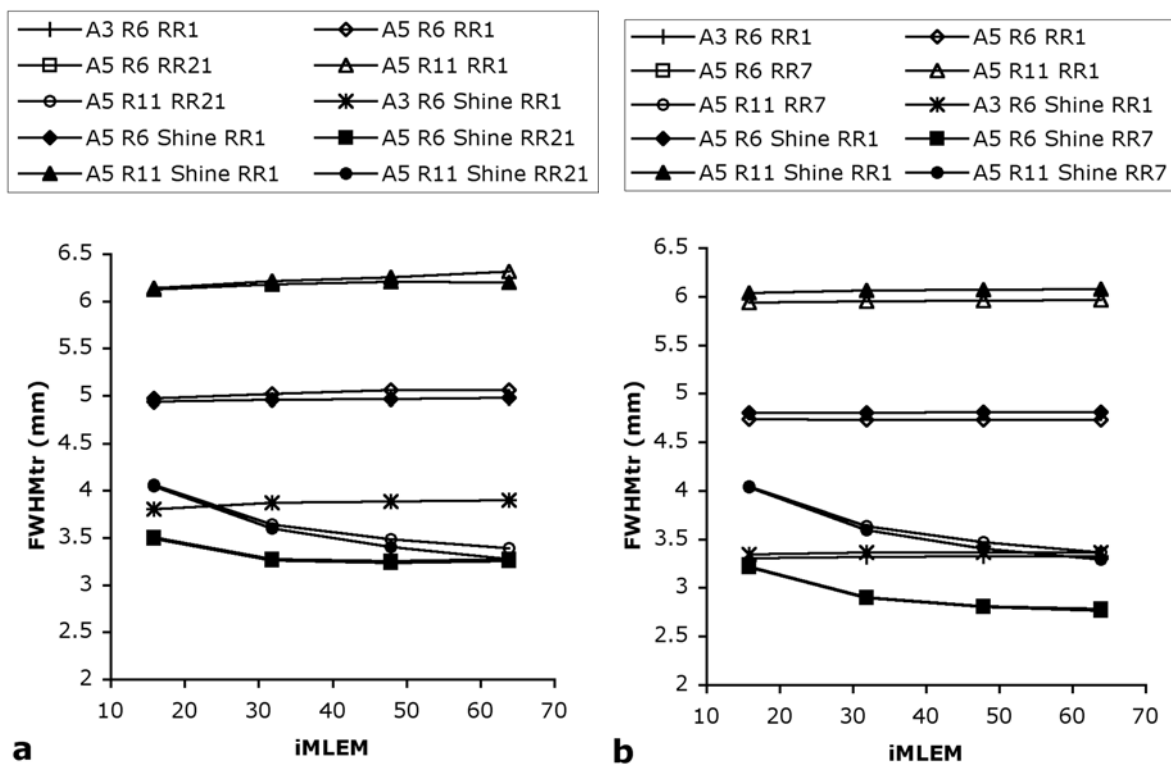 A3 R6 RR1 A5 R6 RR1
A5 R6 RR21 A5 R11 RR1
A5 R11 RR21 A3 R6 Shine RR1
A5 R6 Shine RR1 A5 R6 Shine RR21
A5 R11 Shine RR1 A5 R11 Shine RR21
6.5
6
5.5
5
4.5
4
3.5
3
2.5
2
FWHMtr (mm)
10 20 30 40 50 60 70
iMLEM
a
A3 R6 RR1 A5 R6 RR1
A5 R6 RR7 A5 R11 RR1
A5 R11 RR7 A3 R6 Shine RR1
A5 R6 Shine RR1 A5 R6 Shine RR7
A5 R11 Shine RR1 A5 R11 Shine RR7
6.5
6
5.5
5
4.5
4
3.5
3
2.5
2
FWHMtr (mm)
10 20 30 40 50 60 70
iMLEM
b